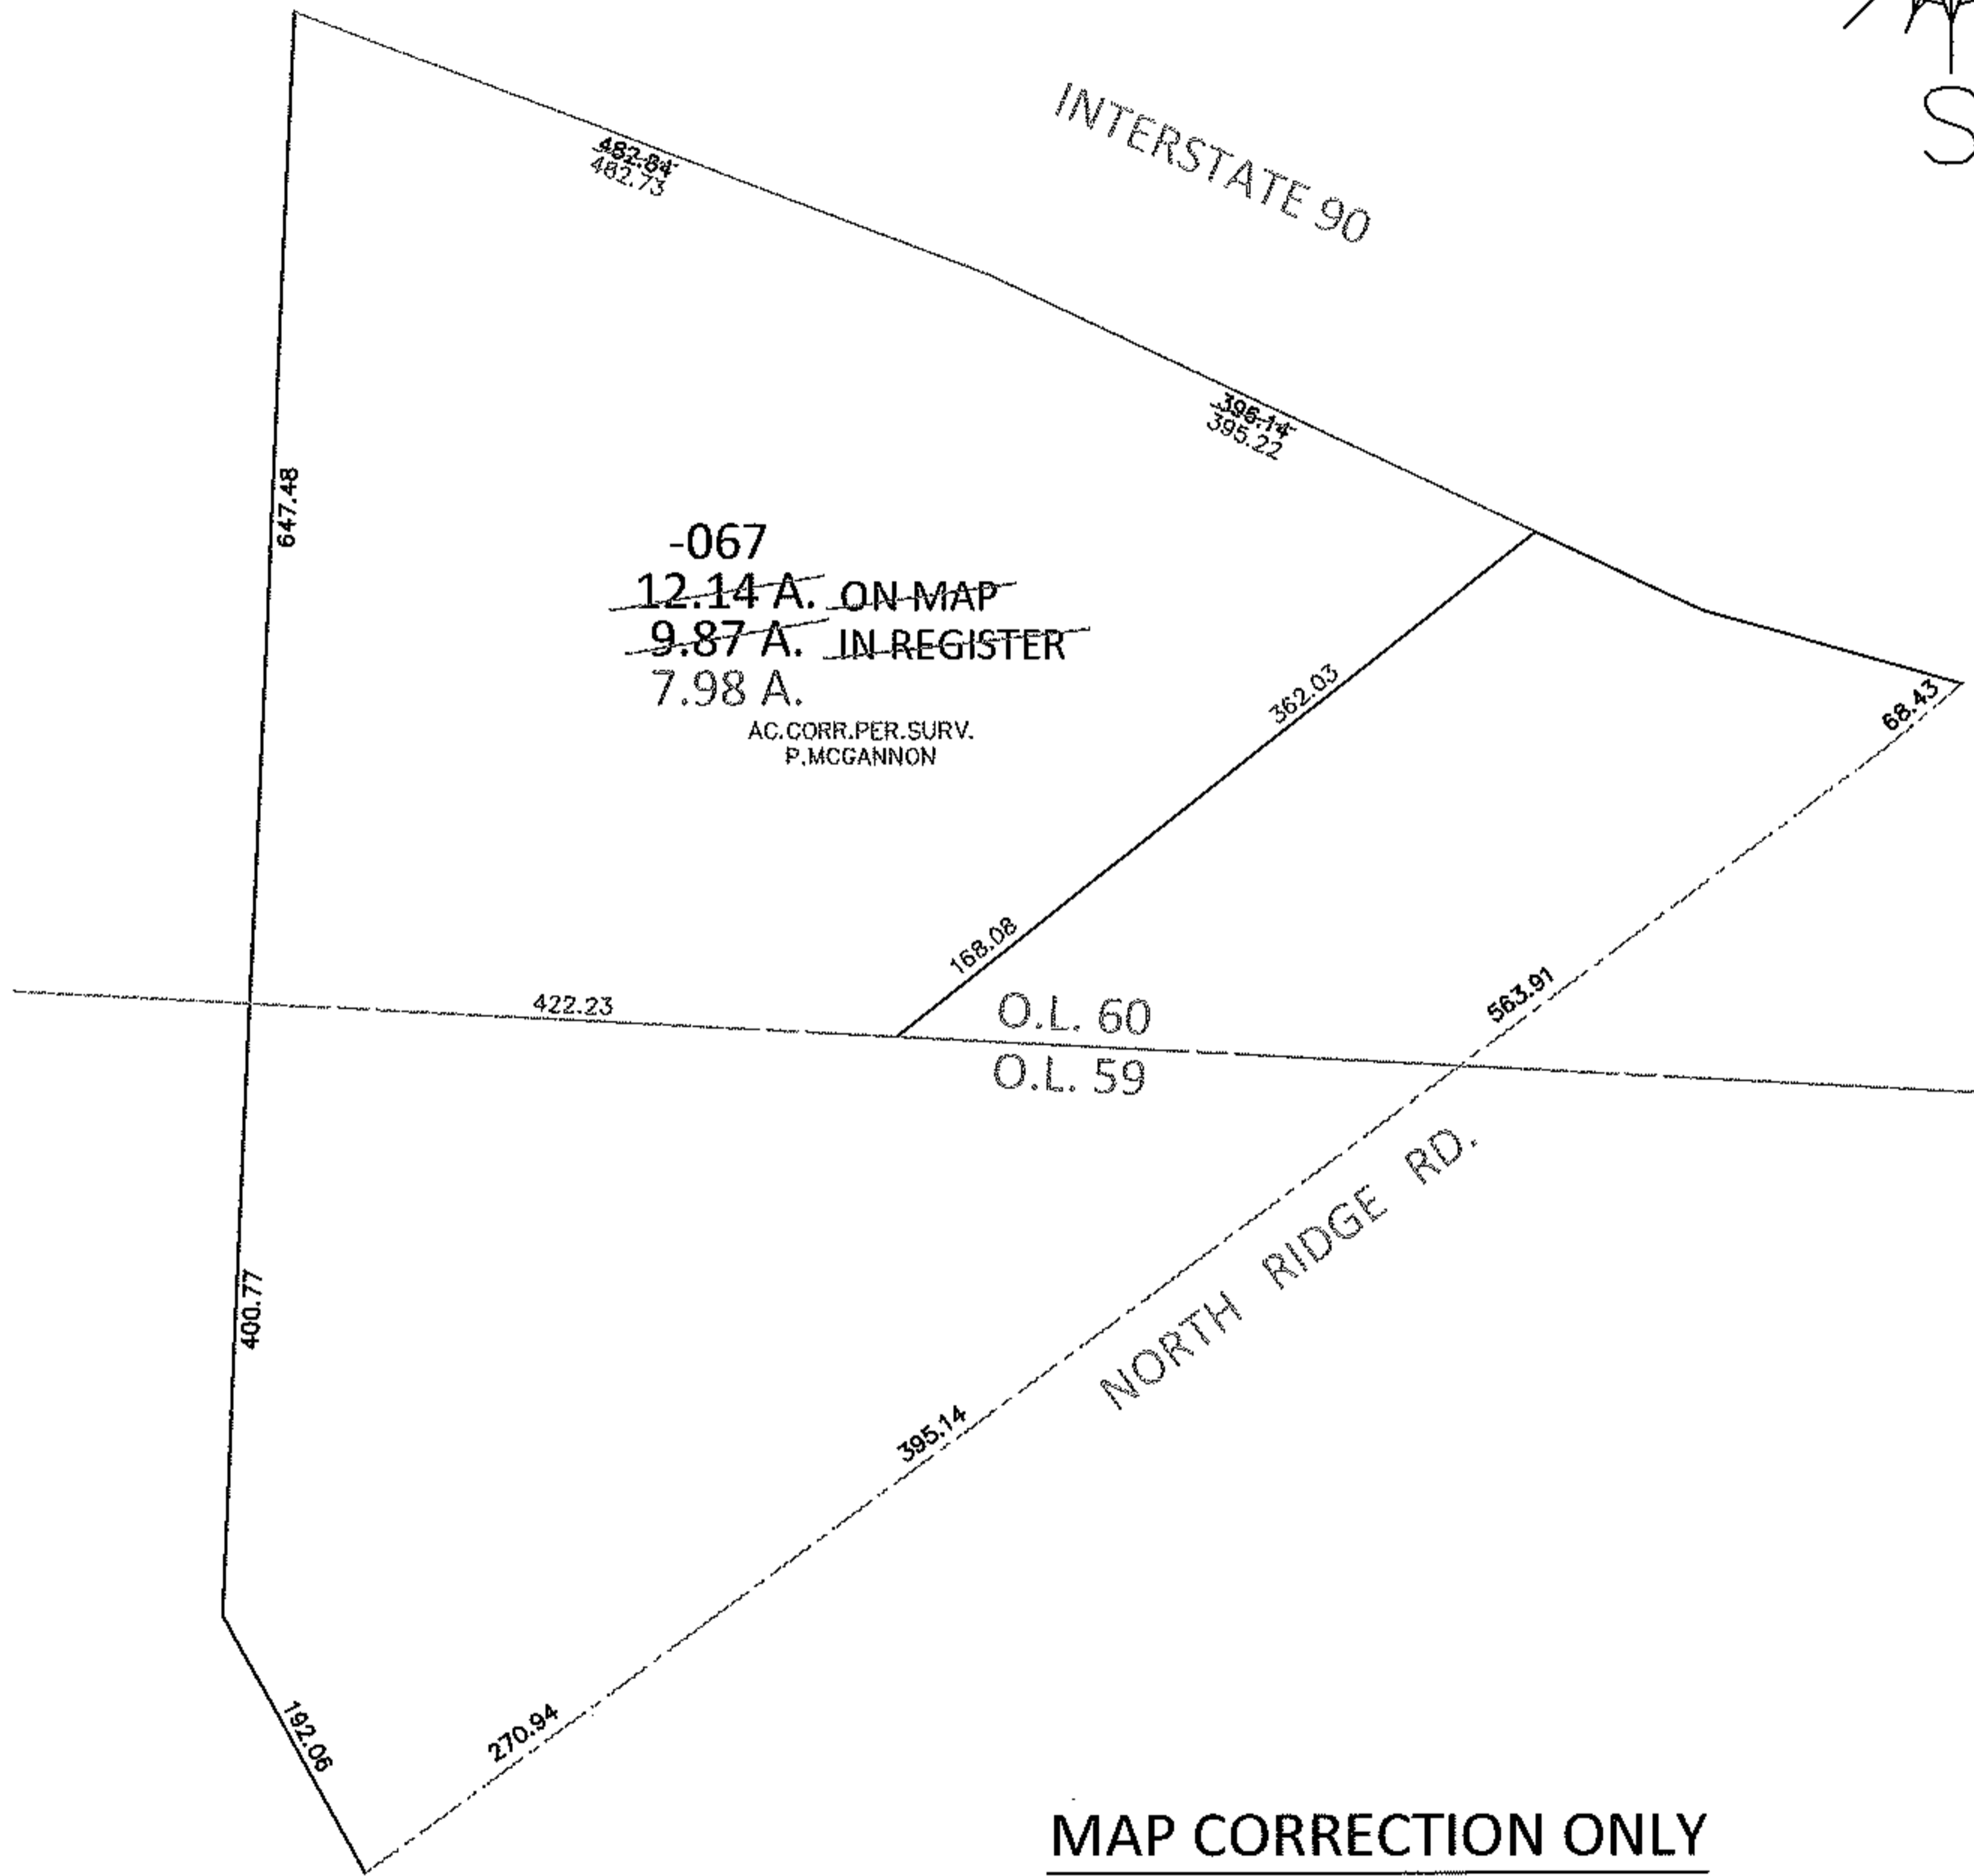 S
INTERSTATE 90
482.84
482.73
395.14
395.22
647.48
-067
12.14 A. ON MAP
9.87 A. IN REGISTER
7.98 A.
AC.CORR.PER.SURV.
P.MCGANNON
362.03
68.43
168.08
563.91
422.23
O.L. 60
O.L. 59
NORTH RIDGE RD.
400.77
395.14
192.06
270.94
MAP CORRECTION ONLY